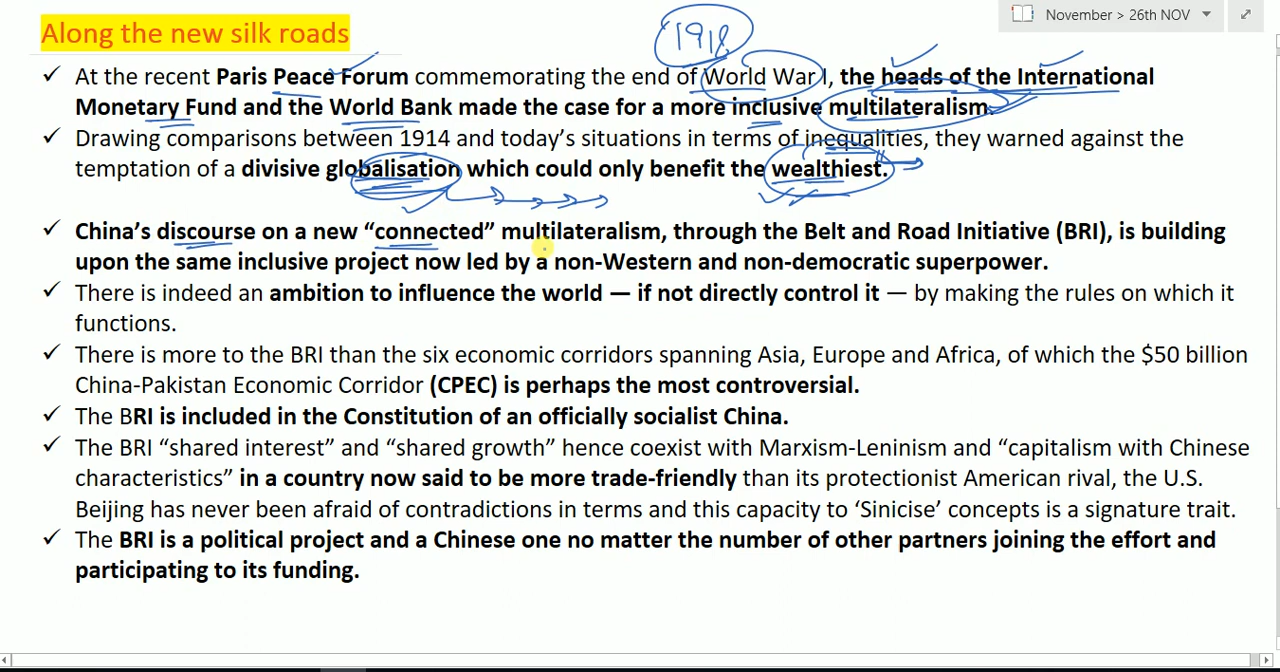 November > 26th NOV
Along the new silk roads
1918
✓ At the recent Paris Peace Forum commemorating the end of World War I, the heads of the International
Monetary Fund and the World Bank made the case for a more inclusive multilateralism.
✓ Drawing comparisons between 1914 and today’s situations in terms of inequalities, they warned against the
temptation of a divisive globalisation which could only benefit the wealthiest.
✓ China’s discourse on a new “connected” multilateralism, through the Belt and Road Initiative (BRI), is building
upon the same inclusive project now led by a non-Western and non-democratic superpower.
✓ There is indeed an ambition to influence the world — if not directly control it — by making the rules on which it
functions.
✓ There is more to the BRI than the six economic corridors spanning Asia, Europe and Africa, of which the $50 billion
China-Pakistan Economic Corridor (CPEC) is perhaps the most controversial.
✓ The BRI is included in the Constitution of an officially socialist China.
✓ The BRI “shared interest” and “shared growth” hence coexist with Marxism-Leninism and “capitalism with Chinese
characteristics” in a country now said to be more trade-friendly than its protectionist American rival, the U.S.
Beijing has never been afraid of contradictions in terms and this capacity to ‘Sinicise’ concepts is a signature trait.
✓ The BRI is a political project and a Chinese one no matter the number of other partners joining the effort and
participating to its funding.